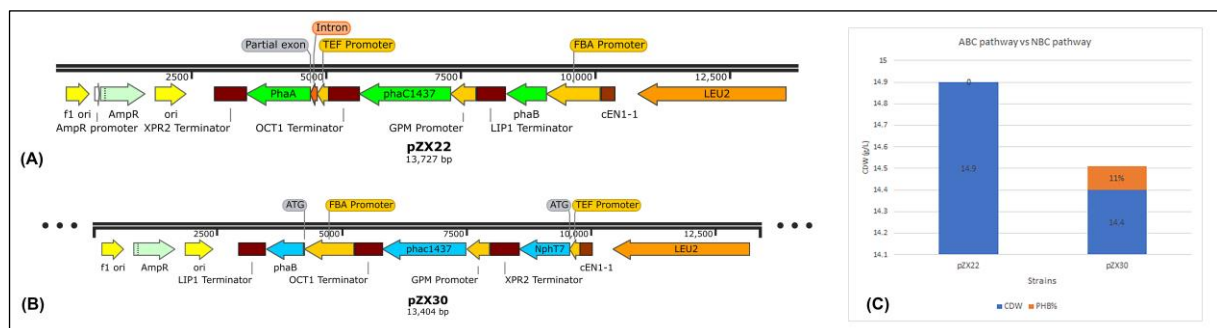 (A)
Intron
Partial exon
TEF Promoter
FBA Promoter
2500
5000
7500
10,000
12,500
PhaA
phaC1437
phaB
LEU2
f1 ori
AmpR
ori
cEN1-1
AmpR promoter
XPR2 Terminator
OCT1 Terminator
GPM Promoter
LIP1 Terminator
pZX22
13,727 bp
(B)
ATG
FBA Promoter
ATG
TEF Promoter
2500
5000
7500
10,000
12,500
phaB
phac1437
NphT7
LEU2
f1 ori
AmpR
ori
cEN1-1
LIP1 Terminator
OCT1 Terminator
GPM Promoter
XPR2 Terminator
pZX30
13,404 bp
(C)
ABC pathway vs NBC pathway
15
14.9
14.8
14.7
14.6
14.5
14.4
14.3
14.2
14.1
CDW (g/L)
0
14.9
11%
14.4
pZX22
pZX30
Strains
CDW
PHB%